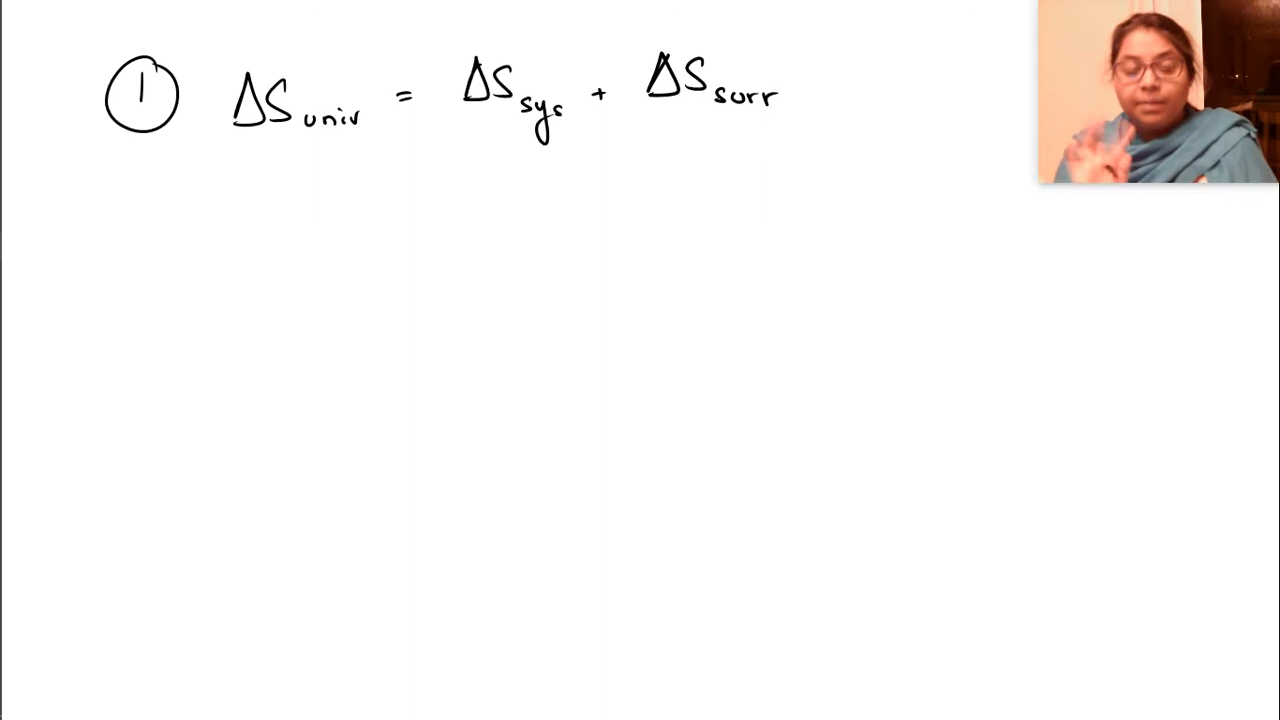 ① ΔS univ = ΔS sys + ΔS surr